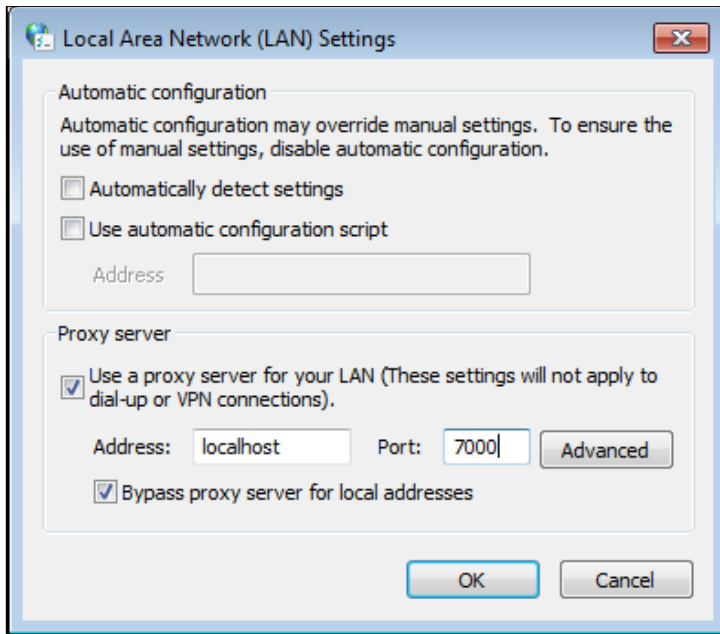 Local Area Network (LAN) Settings
Automatic configuration
Automatic configuration may override manual settings. To ensure the
use of manual settings, disable automatic configuration.
Automatically detect settings
Use automatic configuration script
Address
Proxy server
Use a proxy server for your LAN (These settings will not apply to
dial-up or VPN connections).
Address: localhost Port: 7000 Advanced
Bypass proxy server for local addresses
OK Cancel